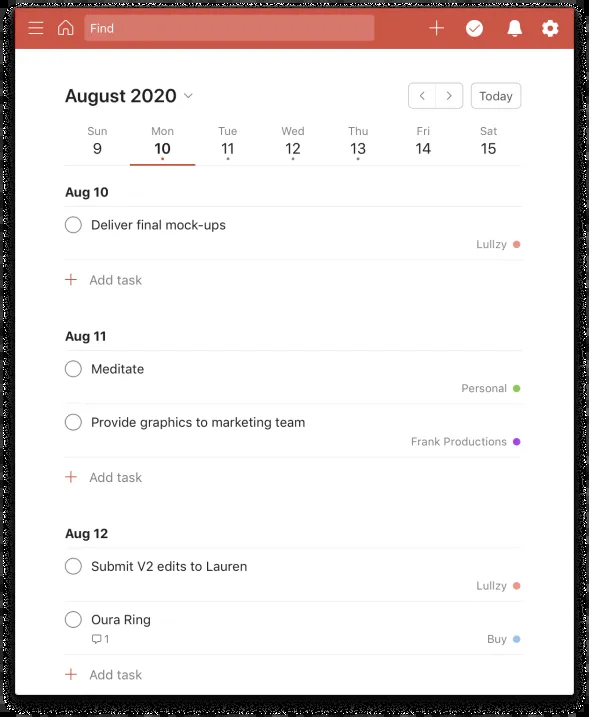 Find
August 2020
Today
Sun Mon Tue Wed Thu Fri Sat
9 10 11 12 13 14 15
Aug 10
Deliver final mock-ups
Lullzy
Add task
Aug 11
Meditate
Personal
Provide graphics to marketing team
Frank Productions
Add task
Aug 12
Submit V2 edits to Lauren
Lullzy
Oura Ring
1
Buy
Add task